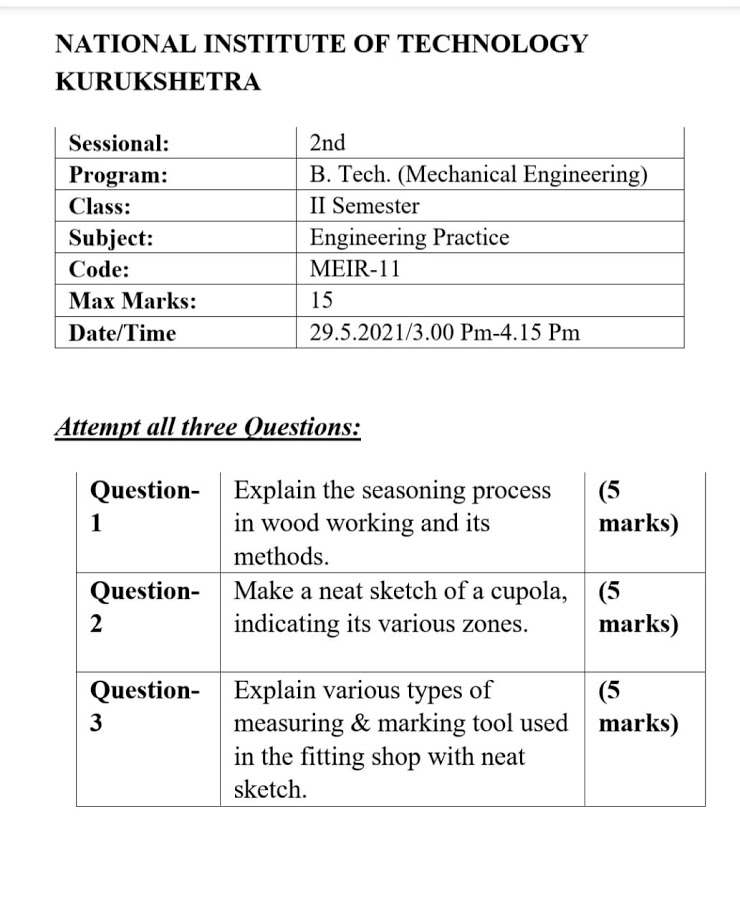 NATIONAL INSTITUTE OF TECHNOLOGY
KURUKSHETRA
Sessional: 2nd
Program: B. Tech. (Mechanical Engineering)
Class: II Semester
Subject: Engineering Practice
Code: MEIR-11
Max Marks: 15
Date/Time 29.5.2021/3.00 Pm-4.15 Pm
Attempt all three Questions:
Question- Explain the seasoning process (5
1 in wood working and its marks)
methods.
Question- Make a neat sketch of a cupola, (5
2 indicating its various zones. marks)
Question- Explain various types of (5
3 measuring & marking tool used marks)
in the fitting shop with neat
sketch.